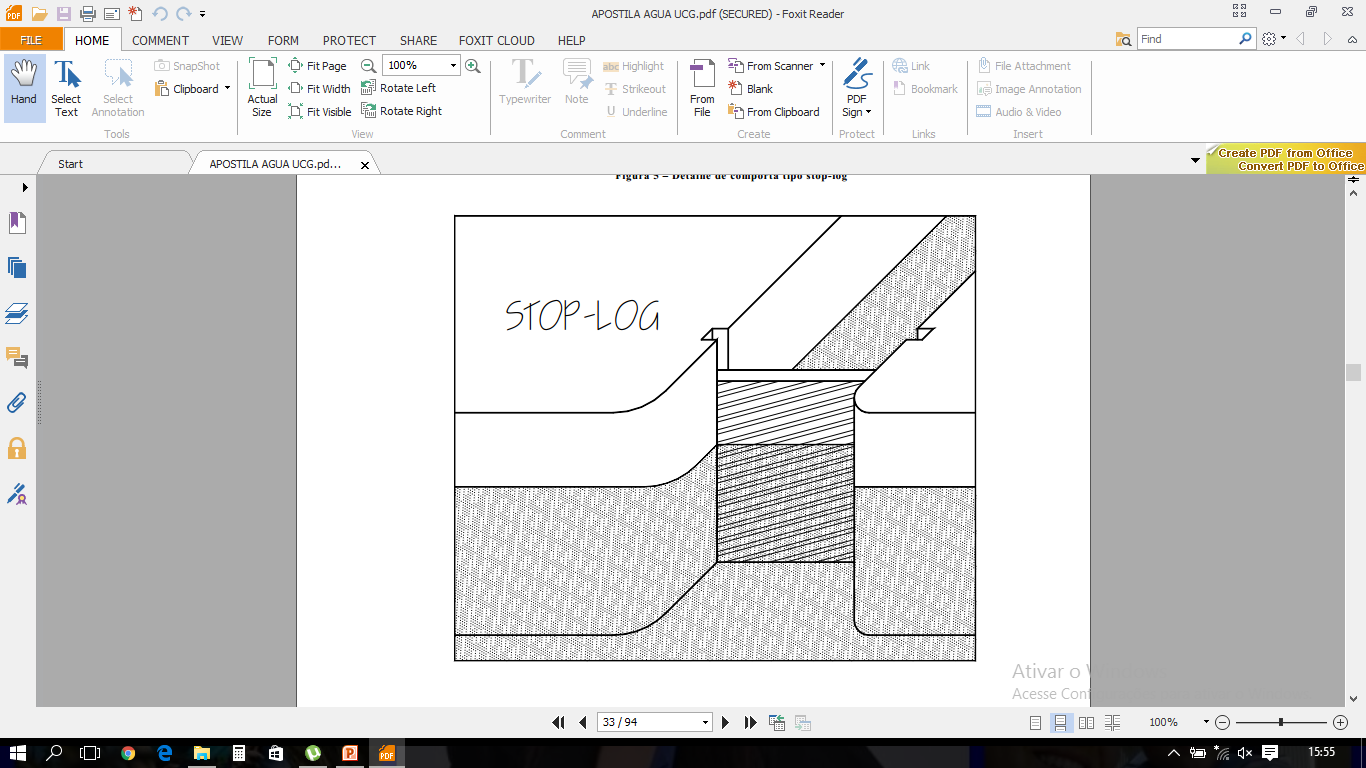 APOSTILA AGUA UCG.pdf (SECURED) - Foxit Reader
FILE HOME COMMENT VIEW FORM PROTECT SHARE FOXIT CLOUD HELP Find
Hand
Select Text
Select Annotation
SnapShot
Clipboard
Tools
Actual Size
Fit Page
Fit Width
Fit Visible
100%
Rotate Left
Rotate Right
View
Typewriter
Note
Highlight
Strikeout
Underline
Comment
From File
From Scanner
Blank
From Clipboard
Create
PDF Sign
Protect
Link
Bookmark
Links
File Attachment
Image Annotation
Audio & Video
Insert
Start
APOSTILA AGUA UCG.pd...
Create PDF from Office
Convert PDF to Office
Figura 5 – Detalhe de comporta tipo stop-log
STOP-LOG
Ativar o Windows
33 / 94
100%
15:55